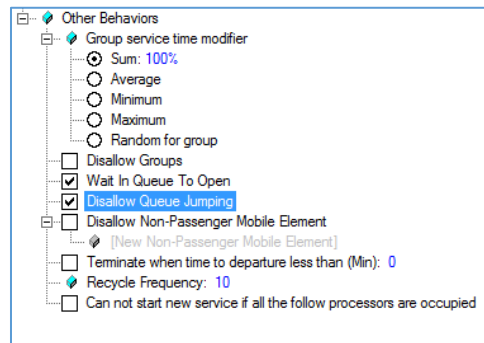 Other Behaviors
Group service time modifier
Sum: 100%
Average
Minimum
Maximum
Random for group
Disallow Groups
Wait In Queue To Open
Disallow Queue Jumping
Disallow Non-Passenger Mobile Element
[New Non-Passenger Mobile Element]
Terminate when time to departure less than (Min): 0
Recycle Frequency: 10
Can not start new service if all the follow processors are occupied